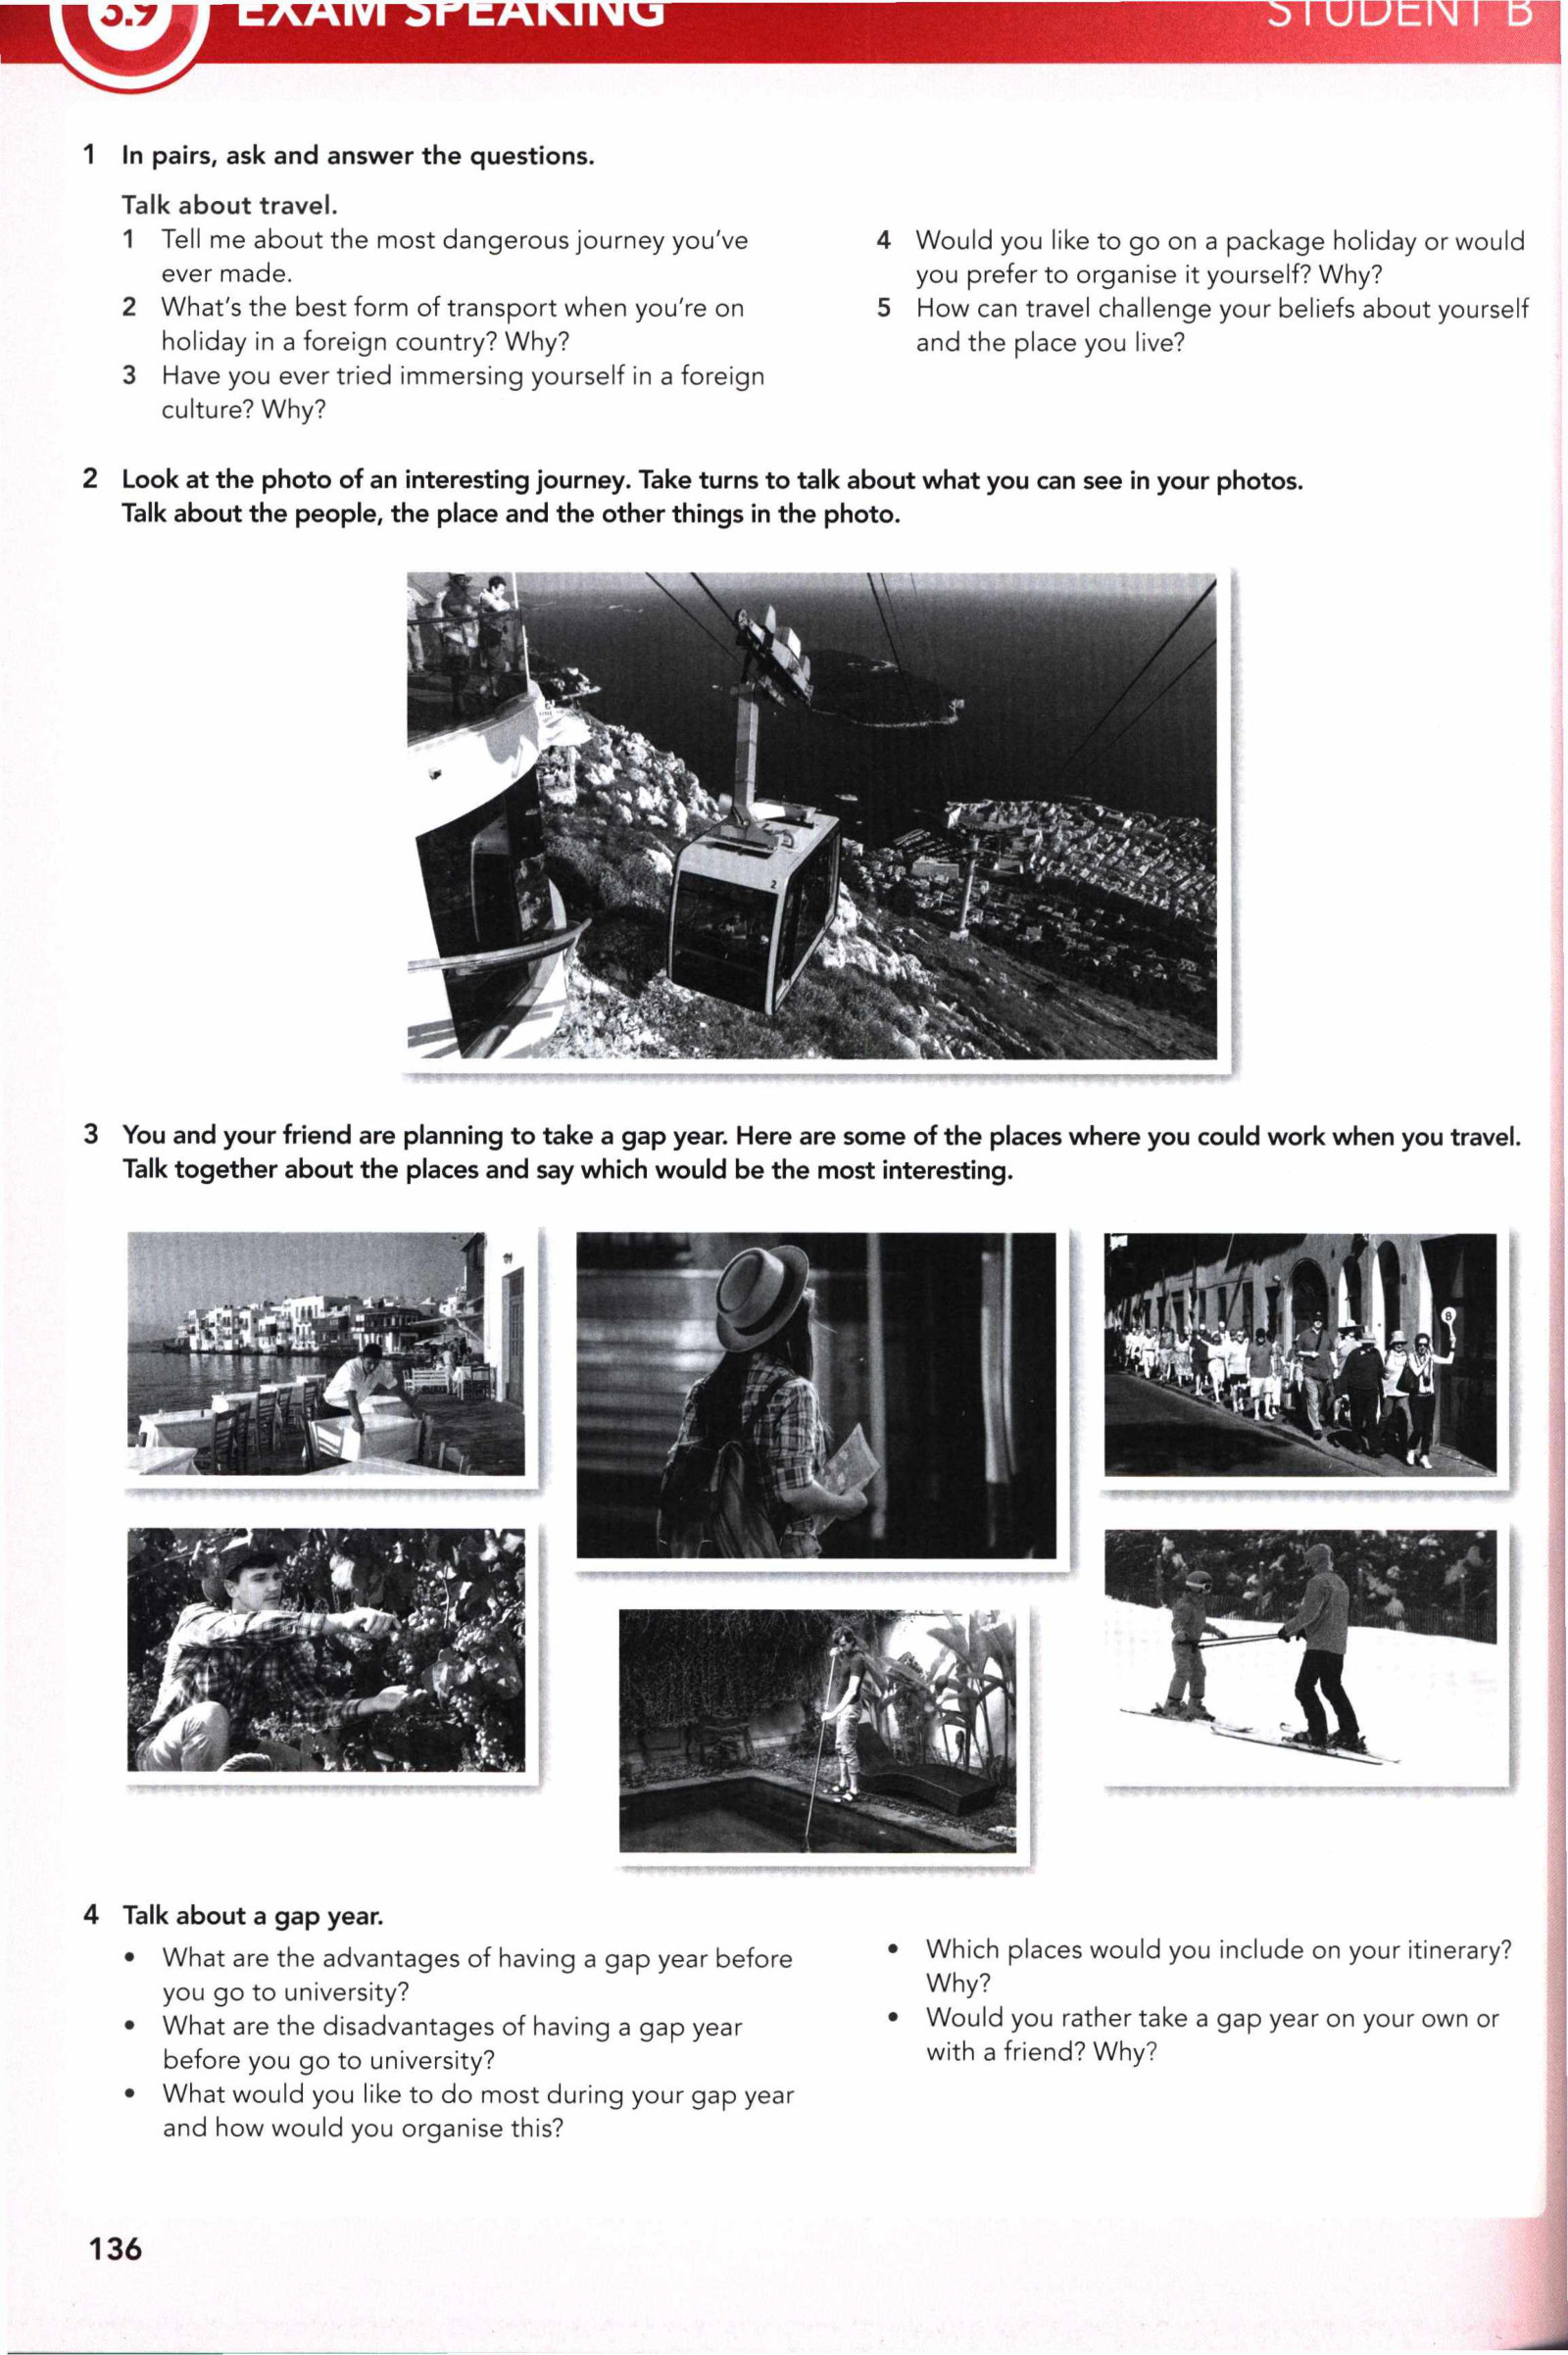 3.9 EXAM SPEAKING STUDENT B
1 In pairs, ask and answer the questions.
Talk about travel.
1 Tell me about the most dangerous journey you've
ever made.
2 What's the best form of transport when you're on
holiday in a foreign country? Why?
3 Have you ever tried immersing yourself in a foreign
culture? Why?
4 Would you like to go on a package holiday or would
you prefer to organise it yourself? Why?
5 How can travel challenge your beliefs about yourself
and the place you live?
2 Look at the photo of an interesting journey. Take turns to talk about what you can see in your photos.
Talk about the people, the place and the other things in the photo.
2
3 You and your friend are planning to take a gap year. Here are some of the places where you could work when you travel.
Talk together about the places and say which would be the most interesting.
8
4 Talk about a gap year.
• What are the advantages of having a gap year before
you go to university?
• What are the disadvantages of having a gap year
before you go to university?
• What would you like to do most during your gap year
and how would you organise this?
• Which places would you include on your itinerary?
Why?
• Would you rather take a gap year on your own or
with a friend? Why?
136